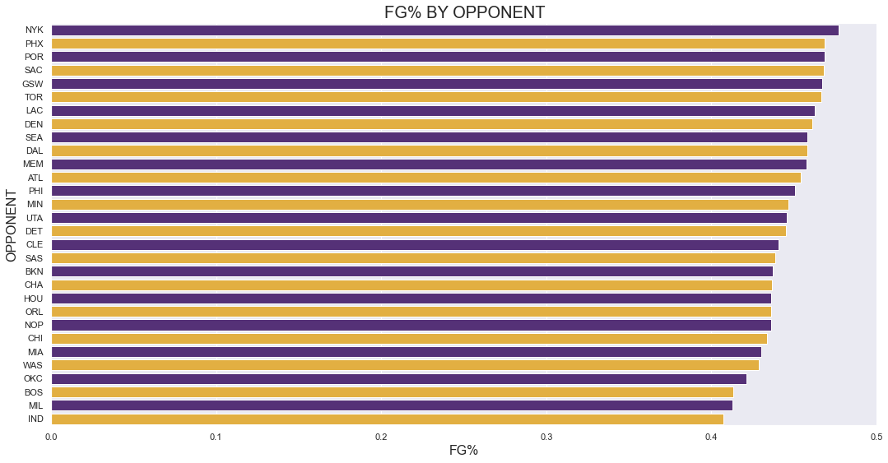 FG% BY OPPONENT
NYK
PHX
POR
SAC
GSW
TOR
LAC
DEN
SEA
DAL
MEM
ATL
PHI
MIN
UTA
DET
CLE
SAS
BKN
CHA
HOU
ORL
NOP
CHI
MIA
WAS
OKC
BOS
MIL
IND
OPPONENT
0.0 0.1 0.2 0.3 0.4 0.5
FG%